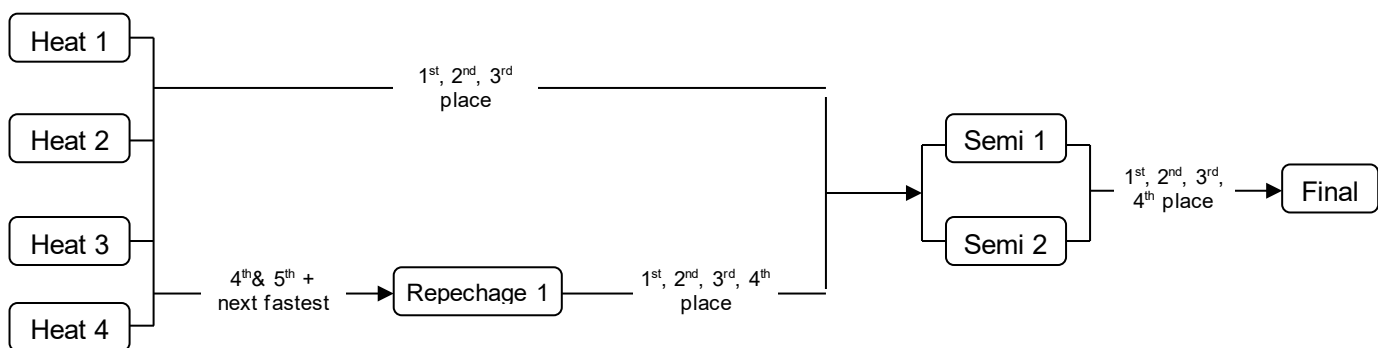 Heat 1
Heat 2
Heat 3
Heat 4
1st, 2nd, 3rd
place
4th& 5th +
next fastest
Repechage 1
1st, 2nd, 3rd, 4th
place
Semi 1
Semi 2
1st, 2nd, 3rd,
4th place
Final